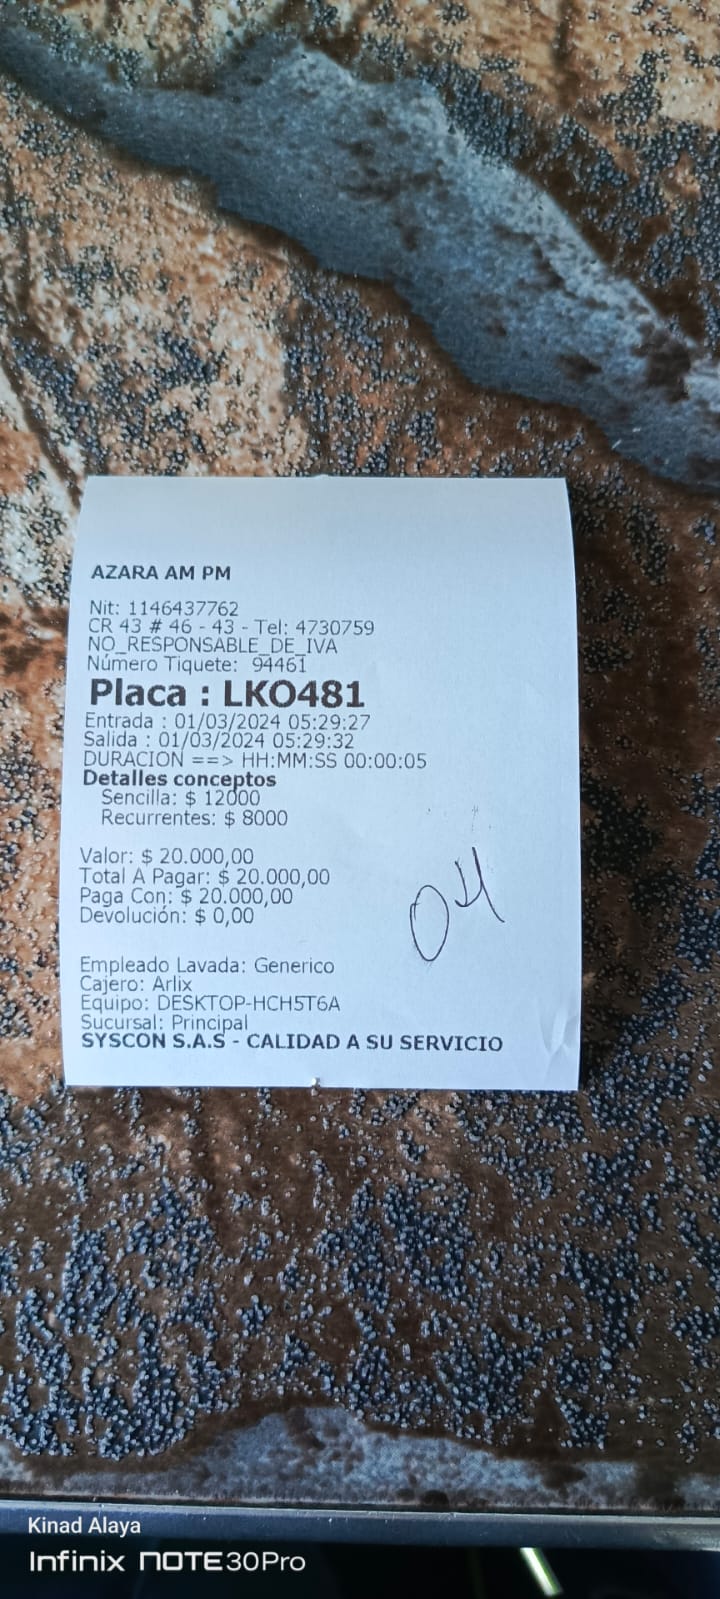 AZARA AM PM
Nit: 1146437762
CR 43 # 46 - 43 - Tel: 4730759
NO_RESPONSABLE_DE_IVA
Número Tiquete: 94461
Placa : LKO481
Entrada : 01/03/2024 05:29:27
Salida : 01/03/2024 05:29:32
DURACION ==> HH:MM:SS 00:00:05
Detalles conceptos
Sencilla: $ 12000
Recurrentes: $ 8000
Valor: $ 20.000,00
Total A Pagar: $ 20.000,00
Paga Con: $ 20.000,00
Devolución: $ 0,00
04
Empleado Lavada: Generico
Cajero: Arlix
Equipo: DESKTOP-HCH5T6A
Sucursal: Principal
SYSCON S.A.S - CALIDAD A SU SERVICIO
Kinad Alaya
Infinix NOTE30Pro